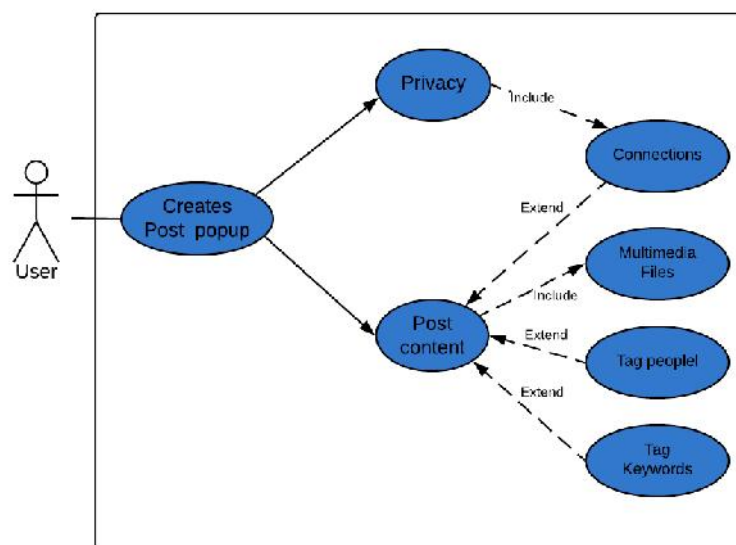 Privacy
Include
Connections
Creates
Post popup
Extend
User
Multimedia
Files
Include
Post
content
Extend
Tag peoplel
Extend
Tag
Keywords